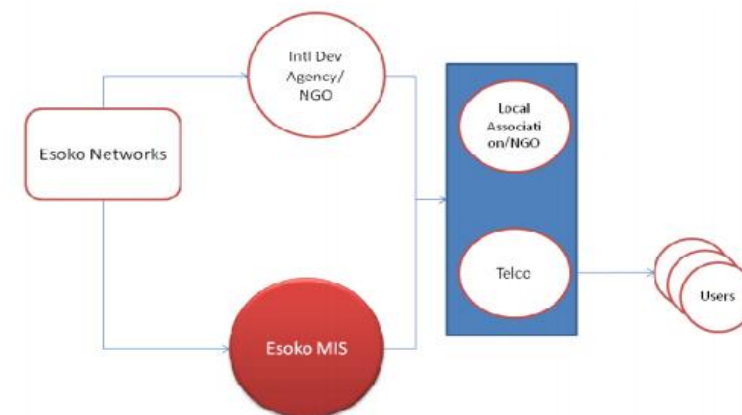 Intl Dev
Agency/
NGO
Esoko Networks
Local
Associati
on/NGO
Telco
Users
Esoko MIS